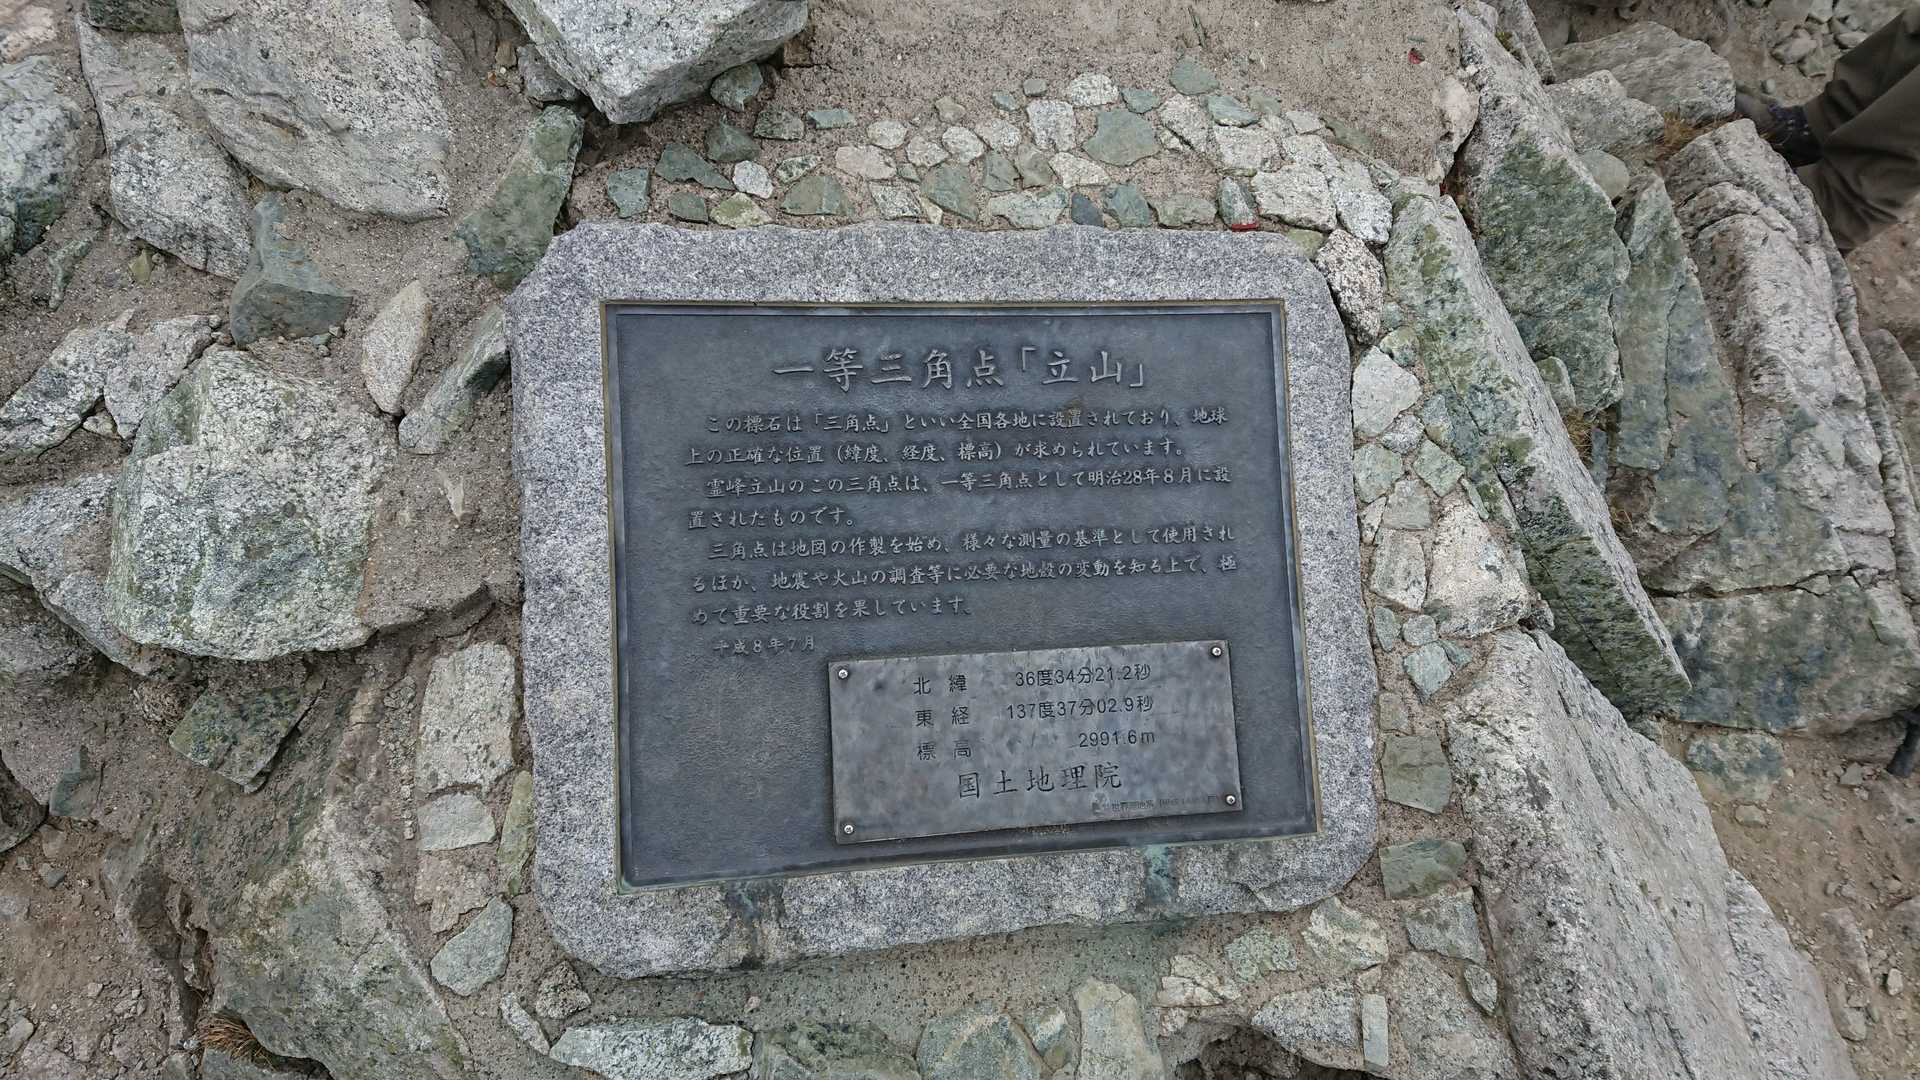 一等三角点「立山」
この標石は「三角点」といい全国各地に設置されており、地球
上の正確な位置（緯度、経度、標高）が求められています。
霊峰立山のこの三角点は、一等三角点として明治28年8月に設
置されたものです。
三角点は地図の作製を始め、様々な測量の基準として使用され
るほか、地震や火山の調査等に必要な地殻の変動を知る上で、極
めて重要な役割を果しています。
平成8年7月
北緯 36度34分21.2秒
東経 137度37分02.9秒
標高 2991.6m
国土地理院
世界測地系